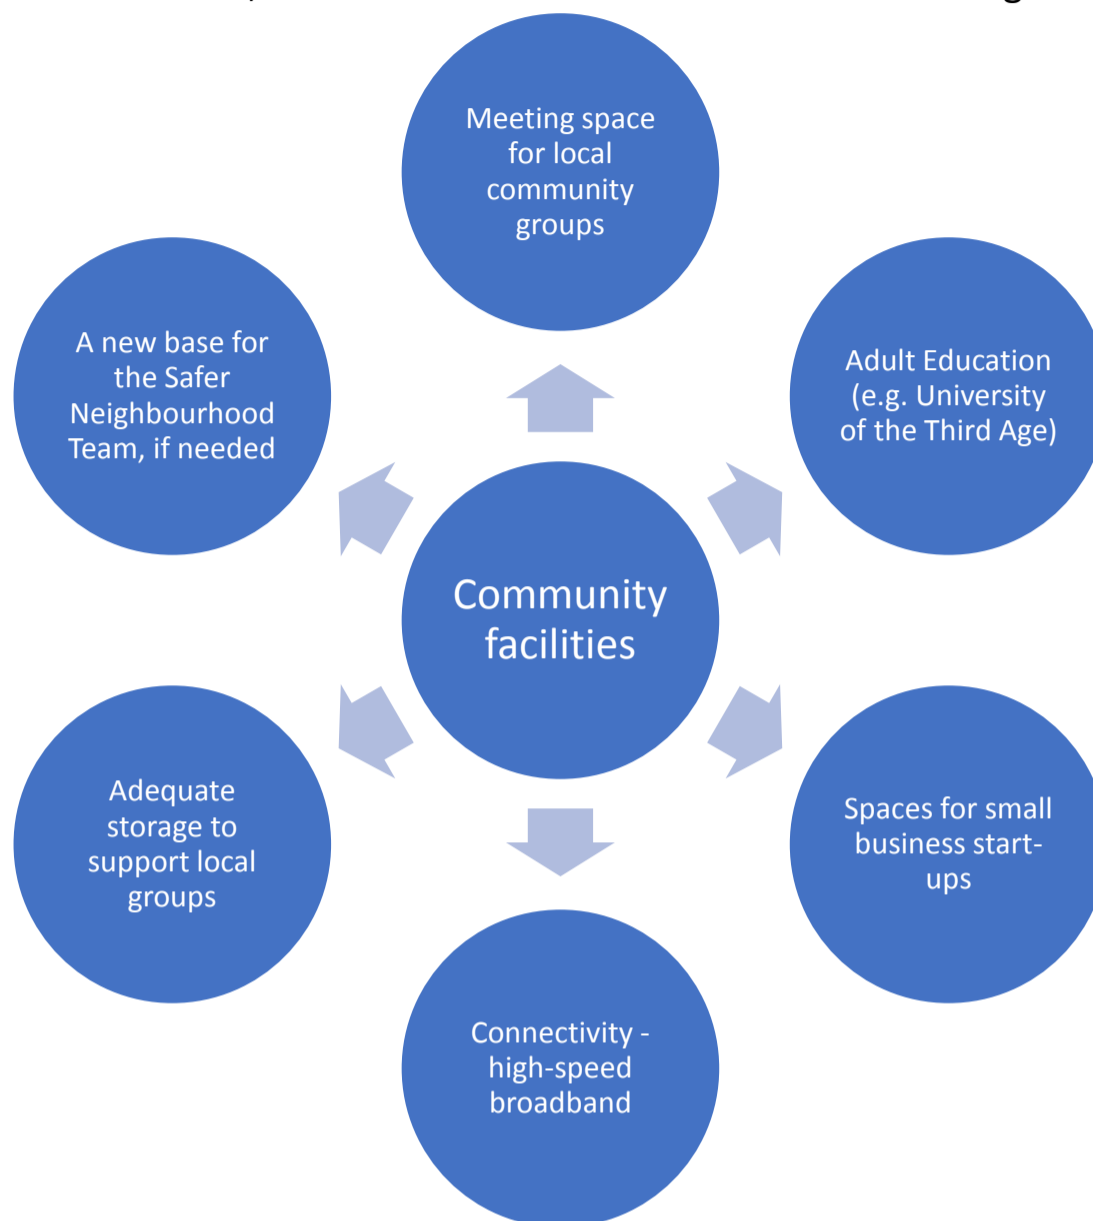 Meeting space
for local
community
groups
Adult Education
(e.g. University
of the Third Age)
Spaces for small
business start-
ups
Connectivity -
high-speed
broadband
Adequate
storage to
support local
groups
A new base for
the Safer
Neighbourhood
Team, if needed
Community
facilities